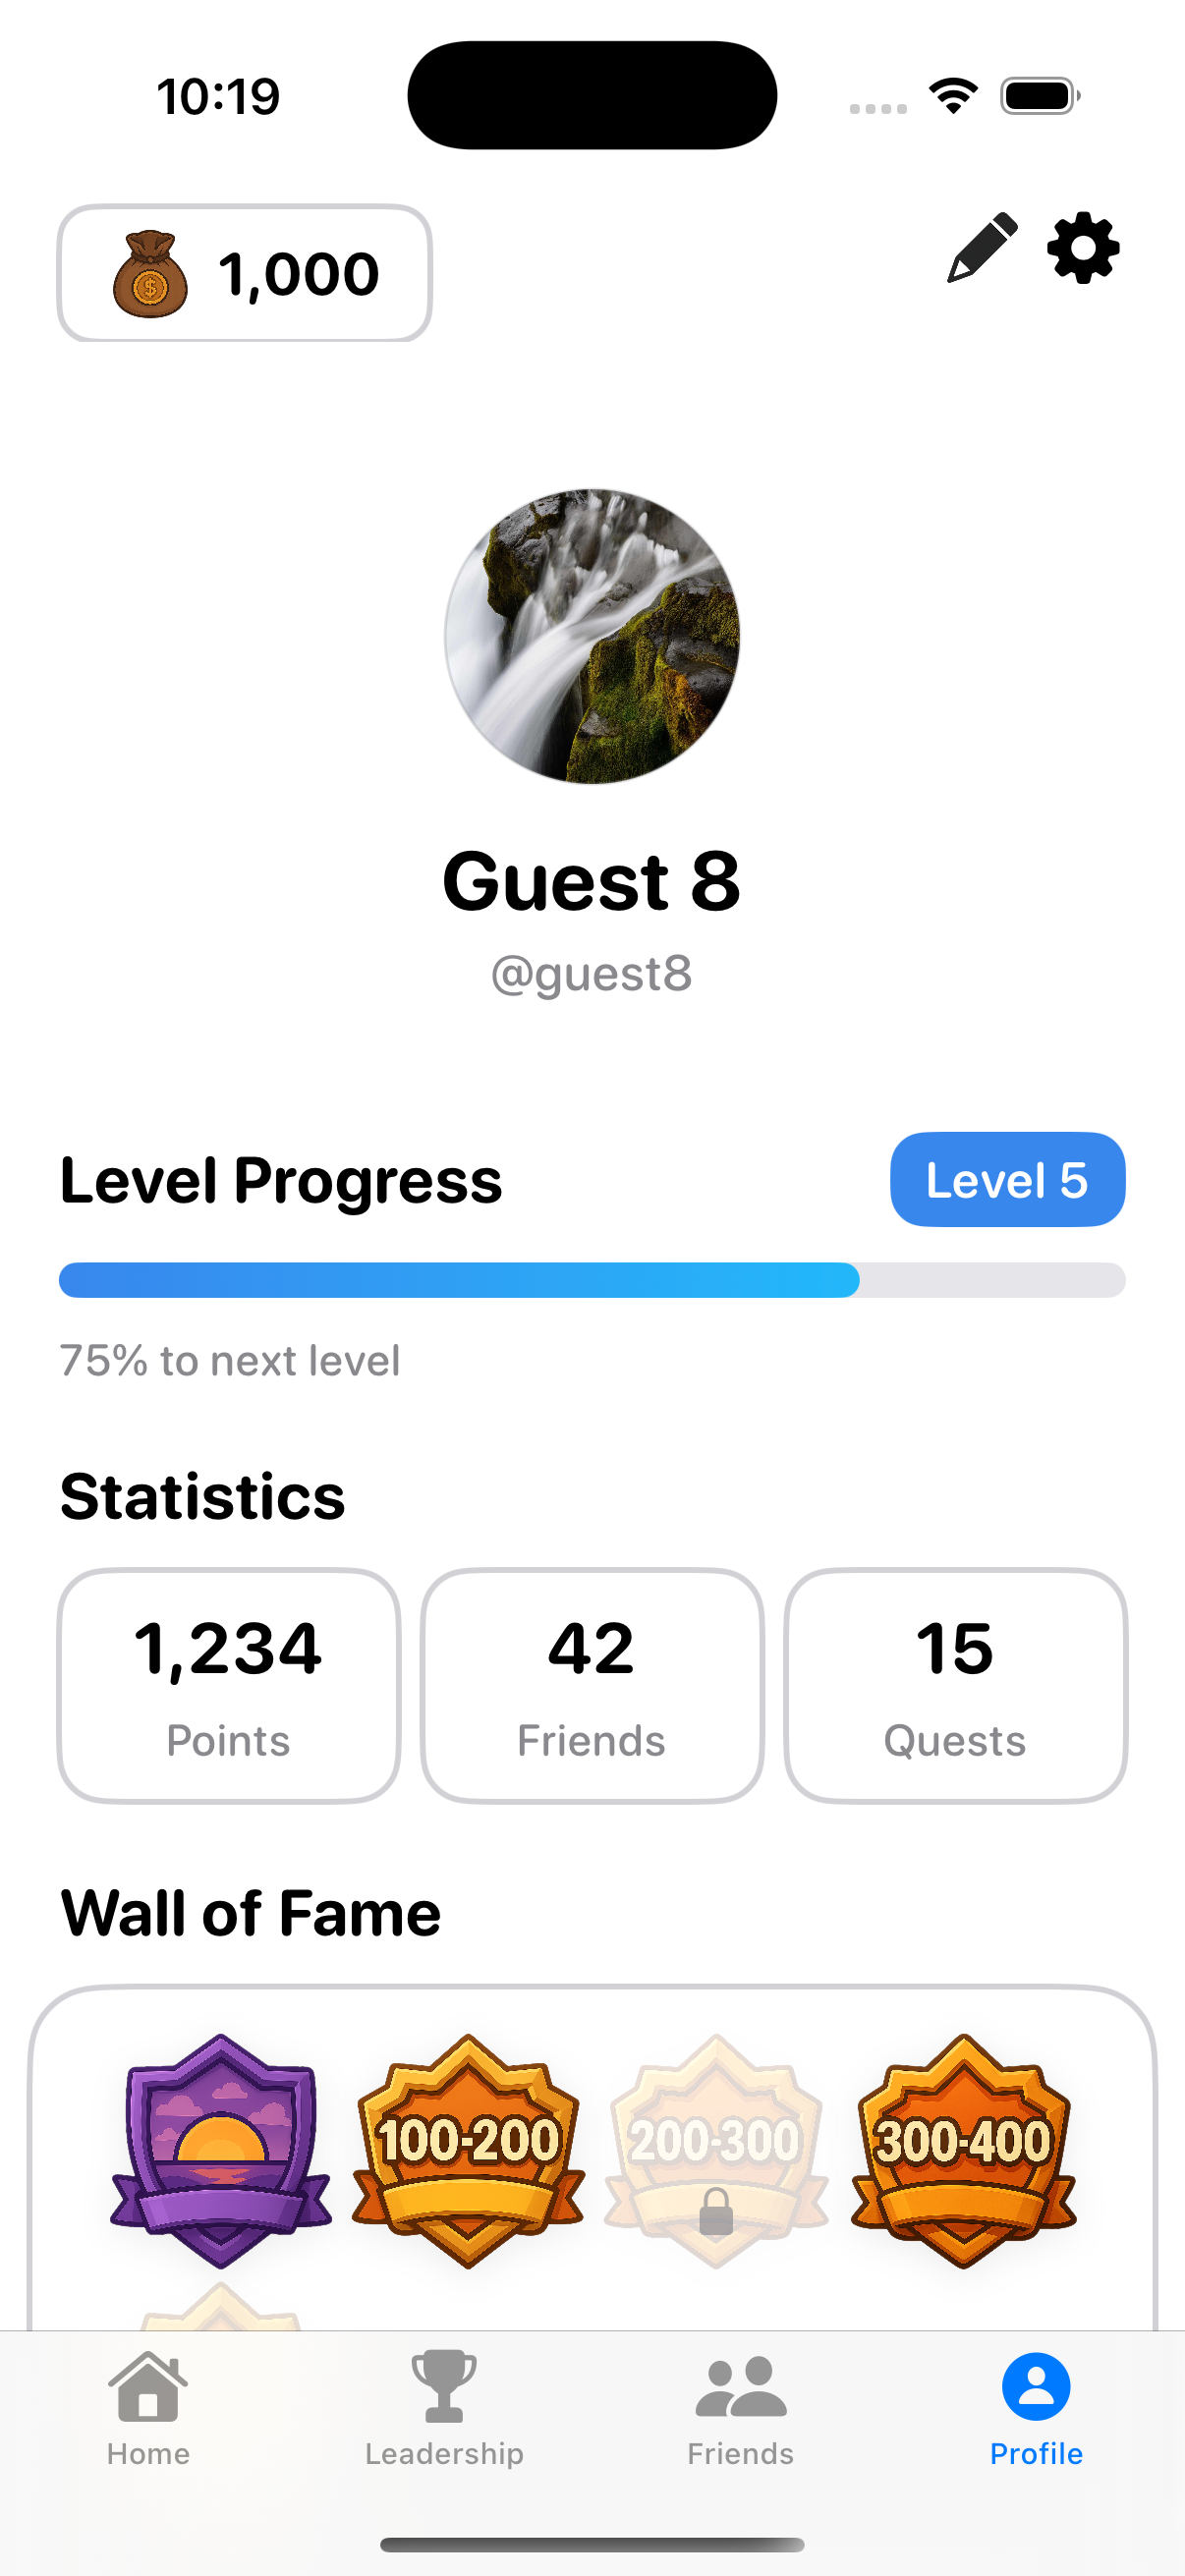 10:19
1,000
Guest 8
@guest8
Level Progress
Level 5
75% to next level
Statistics
1,234
42
15
Points
Friends
Quests
Wall of Fame
100-200
200-300
300-400
Home
Leadership
Friends
Profile